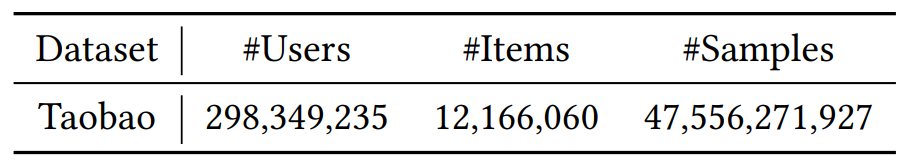 Dataset #Users #Items #Samples
Taobao 298,349,235 12,166,060 47,556,271,927